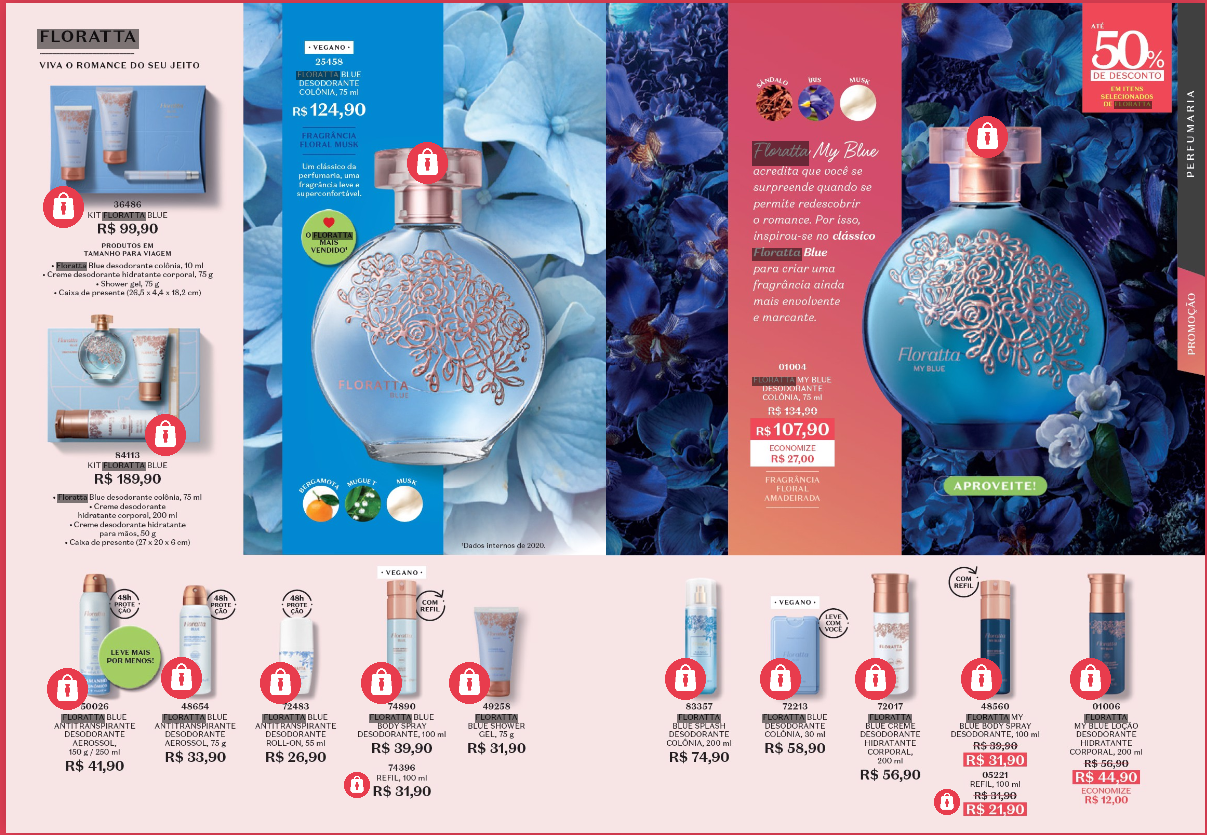 FLORATTA
VIVA O ROMANCE DO SEU JEITO
36486
KIT FLORATTA BLUE
R$ 99,90
PRODUTOS EM
TAMANHO PARA VIAGEM
• Floratta Blue desodorante colônia, 10 ml
• Creme desodorante hidratante corporal, 75 g
• Shower gel, 75 g
• Caixa de presente (26,5 x 4,4 x 18,2 cm)
84113
KIT FLORATTA BLUE
R$ 189,90
• Floratta Blue desodorante colônia, 75 ml
• Creme desodorante
hidratante corporal, 200 ml
• Creme desodorante hidratante
para mãos, 50 g
• Caixa de presente (27 x 20 x 6 cm)
• VEGANO •
25458
FLORATTA BLUE
DESODORANTE
COLÔNIA, 75 ml
R$ 124,90
FRAGRÂNCIA
FLORAL MUSK
Um clássico da
perfumaria, uma
fragrância leve e
superconfortável.
O FLORATTA
MAIS
VENDIDO¹
FLORATTA
BLUE
BERGAMOTA
MUGUET
MUSK
¹Dados internos de 2020.
SÂNDALO
ÍRIS
MUSK
Floratta My Blue
acredita que você se
surpreende quando se
permite redescobrir
o romance. Por isso,
inspirou-se no clássico
Floratta Blue
para criar uma
fragrância ainda
mais envolvente
e marcante.
01004
FLORATTA MY BLUE
DESODORANTE
COLÔNIA, 75 ml
R$ 134,90
R$ 107,90
ECONOMIZE
R$ 27,00
FRAGRÂNCIA
FLORAL
AMADEIRADA
Floratta
MY BLUE
APROVEITE!
ATÉ
50%
DE DESCONTO
EM ITENS
SELECIONADOS
DE FLORATTA
PERFUMARIA
PROMOÇÃO
48h
PROTE
ÇÃO
LEVE MAIS
POR MENOS!
50026
FLORATTA BLUE
ANTITRANSPIRANTE
DESODORANTE
AEROSSOL,
150 g / 250 ml
R$ 41,90
48h
PROTE
ÇÃO
48654
FLORATTA BLUE
ANTITRANSPIRANTE
DESODORANTE
AEROSSOL, 75 g
R$ 33,90
48h
PROTE
ÇÃO
72483
FLORATTA BLUE
ANTITRANSPIRANTE
DESODORANTE
ROLL-ON, 55 ml
R$ 26,90
• VEGANO •
COM
REFIL
74890
FLORATTA BLUE
BODY SPRAY
DESODORANTE, 100 ml
R$ 39,90
74396
REFIL, 100 ml
R$ 31,90
49258
FLORATTA
BLUE SHOWER
GEL, 75 g
R$ 31,90
83357
FLORATTA
BLUE SPLASH
DESODORANTE
COLÔNIA, 200 ml
R$ 74,90
• VEGANO •
LEVE
COM
VOCÊ
72213
FLORATTA BLUE
DESODORANTE
COLÔNIA, 30 ml
R$ 58,90
72017
FLORATTA
BLUE CREME
DESODORANTE
HIDRATANTE
CORPORAL,
200 ml
R$ 56,90
COM
REFIL
48560
FLORATTA MY
BLUE BODY SPRAY
DESODORANTE, 100 ml
R$ 39,90
R$ 31,90
05221
REFIL, 100 ml
R$ 31,90
R$ 21,90
01006
FLORATTA
MY BLUE LOÇÃO
DESODORANTE
HIDRATANTE
CORPORAL, 200 ml
R$ 56,90
R$ 44,90
ECONOMIZE
R$ 12,00